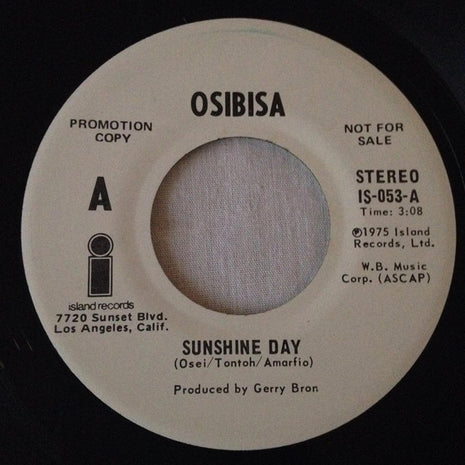 OSIBISA
PROMOTION
COPY
NOT FOR
SALE
A
STEREO
IS-053-A
Time: 3:08
℗1975 Island
Records, Ltd.
W.B. Music
Corp. (ASCAP)
i
island records
7720 Sunset Blvd.
Los Angeles, Calif.
SUNSHINE DAY
(Osei/Tontoh/Amarfio)
Produced by Gerry Bron